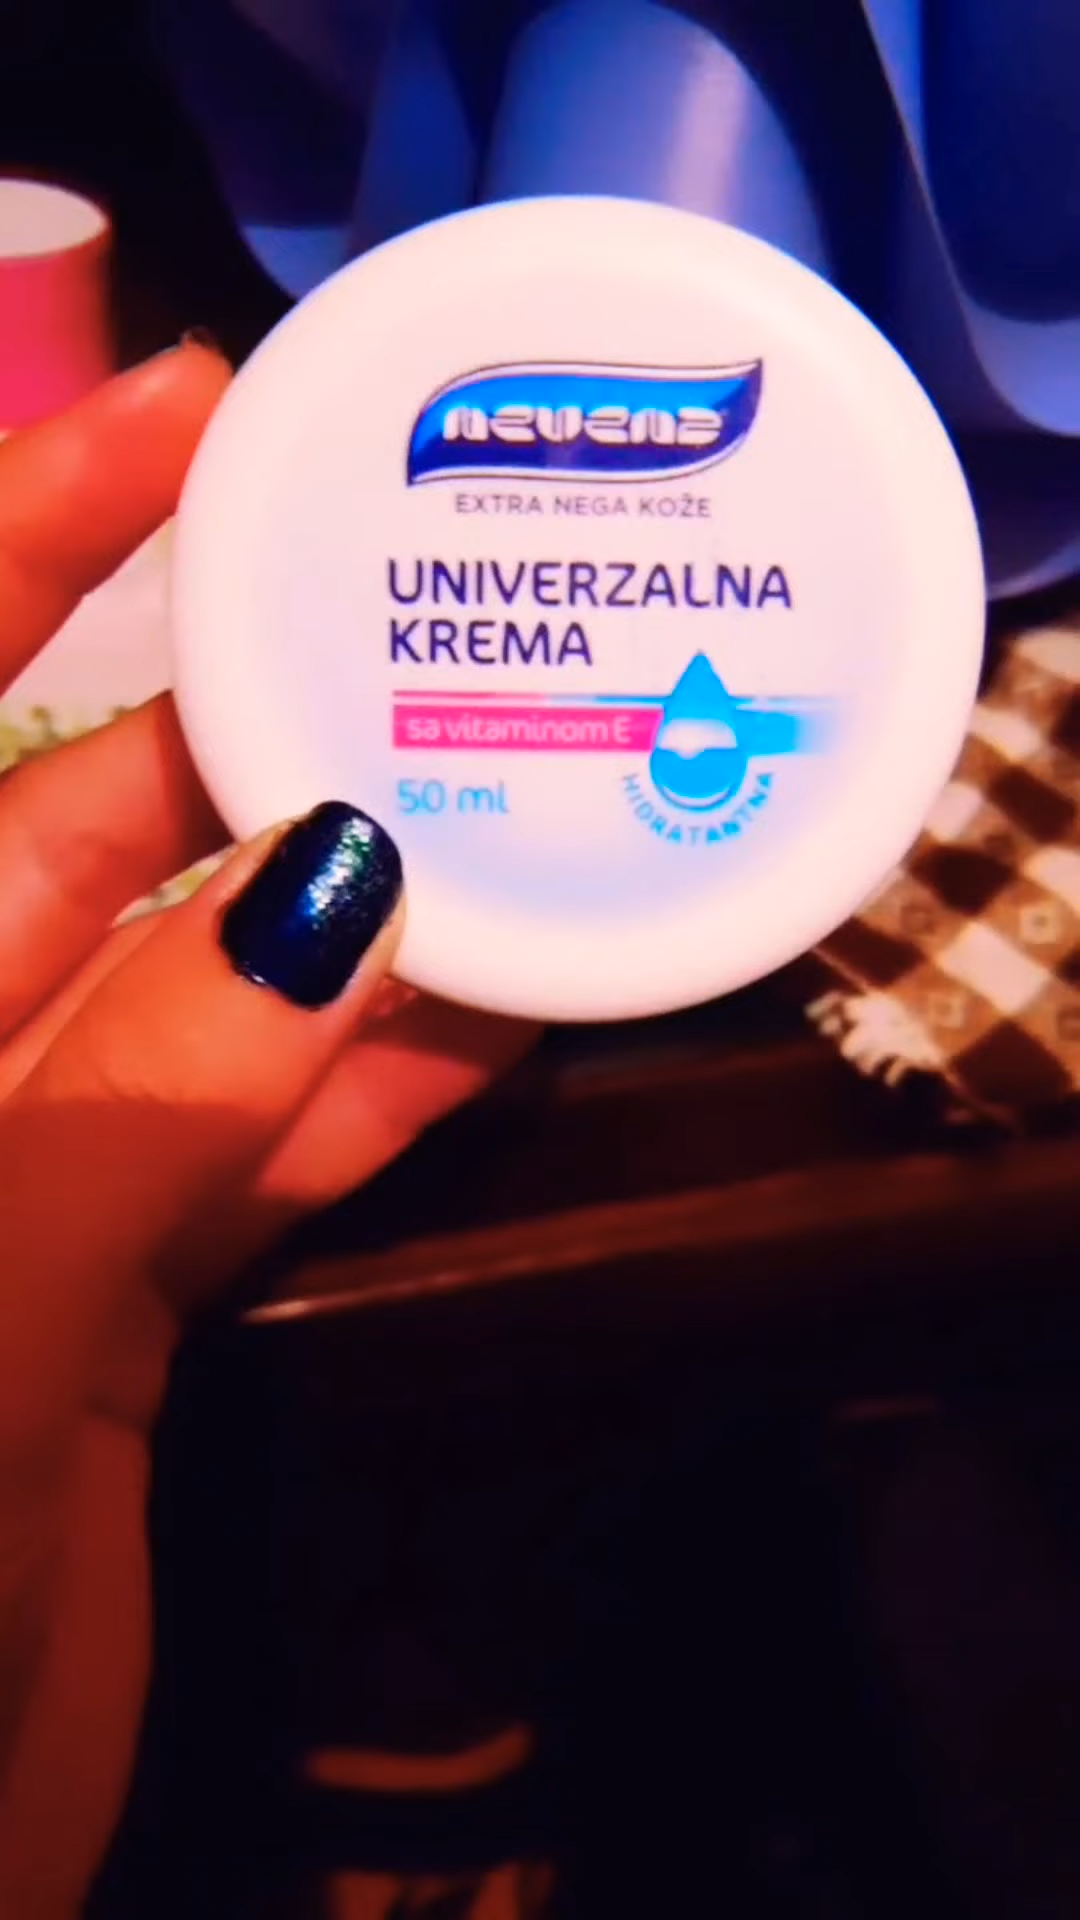 NEVENA
EXTRA NEGA KOŽE
UNIVERZALNA
KREMA
sa vitaminom E
50 ml
HIDRATANTNA